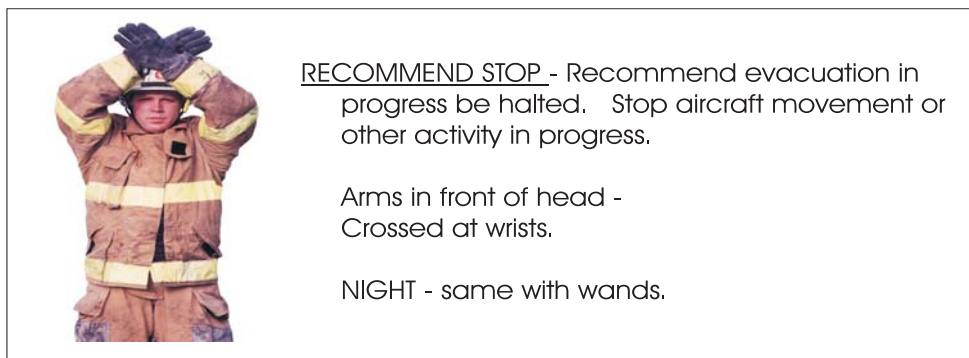 RECOMMEND STOP - Recommend evacuation in
progress be halted. Stop aircraft movement or
other activity in progress.
Arms in front of head -
Crossed at wrists.
NIGHT - same with wands.